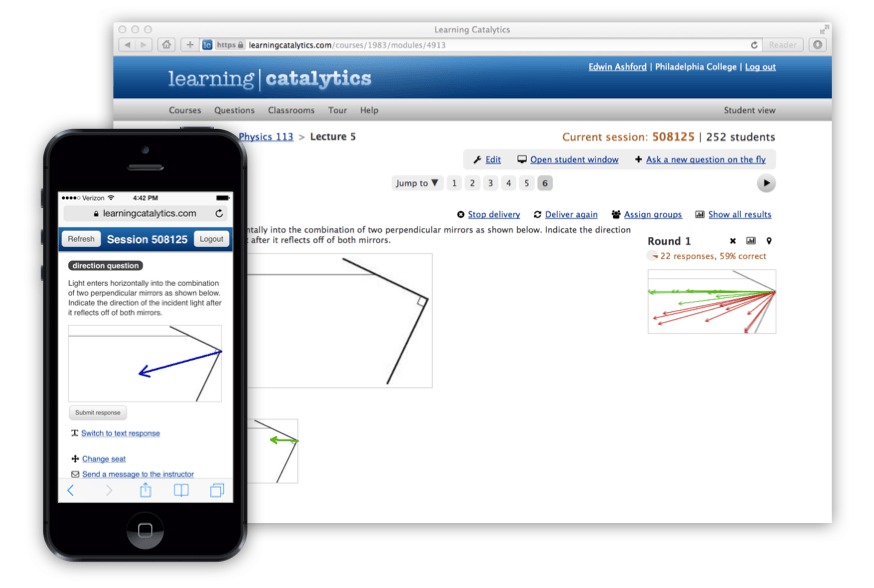 Learning Catalytics
https learningcatalytics.com/courses/1983/modules/4913
Reader
Edwin Ashford | Philadelphia College | Log out
learning|catalytics
Courses Questions Classrooms Tour Help Student view
Physics 113 > Lecture 5
Current session: 508125 | 252 students
Edit Open student window Ask a new question on the fly
Jump to ▼ 1 2 3 4 5 6
Stop delivery Deliver again Assign groups Show all results
ntally into the combination of two perpendicular mirrors as shown below. Indicate the direction
after it reflects off of both mirrors.
Round 1
22 responses, 59% correct
Verizon 4:42 PM
learningcatalytics.com
Refresh Session 508125 Logout
direction question
Light enters horizontally into the combination
of two perpendicular mirrors as shown below.
Indicate the direction of the incident light after
it reflects off of both mirrors.
Submit response
Switch to text response
Change seat
Send a message to the instructor